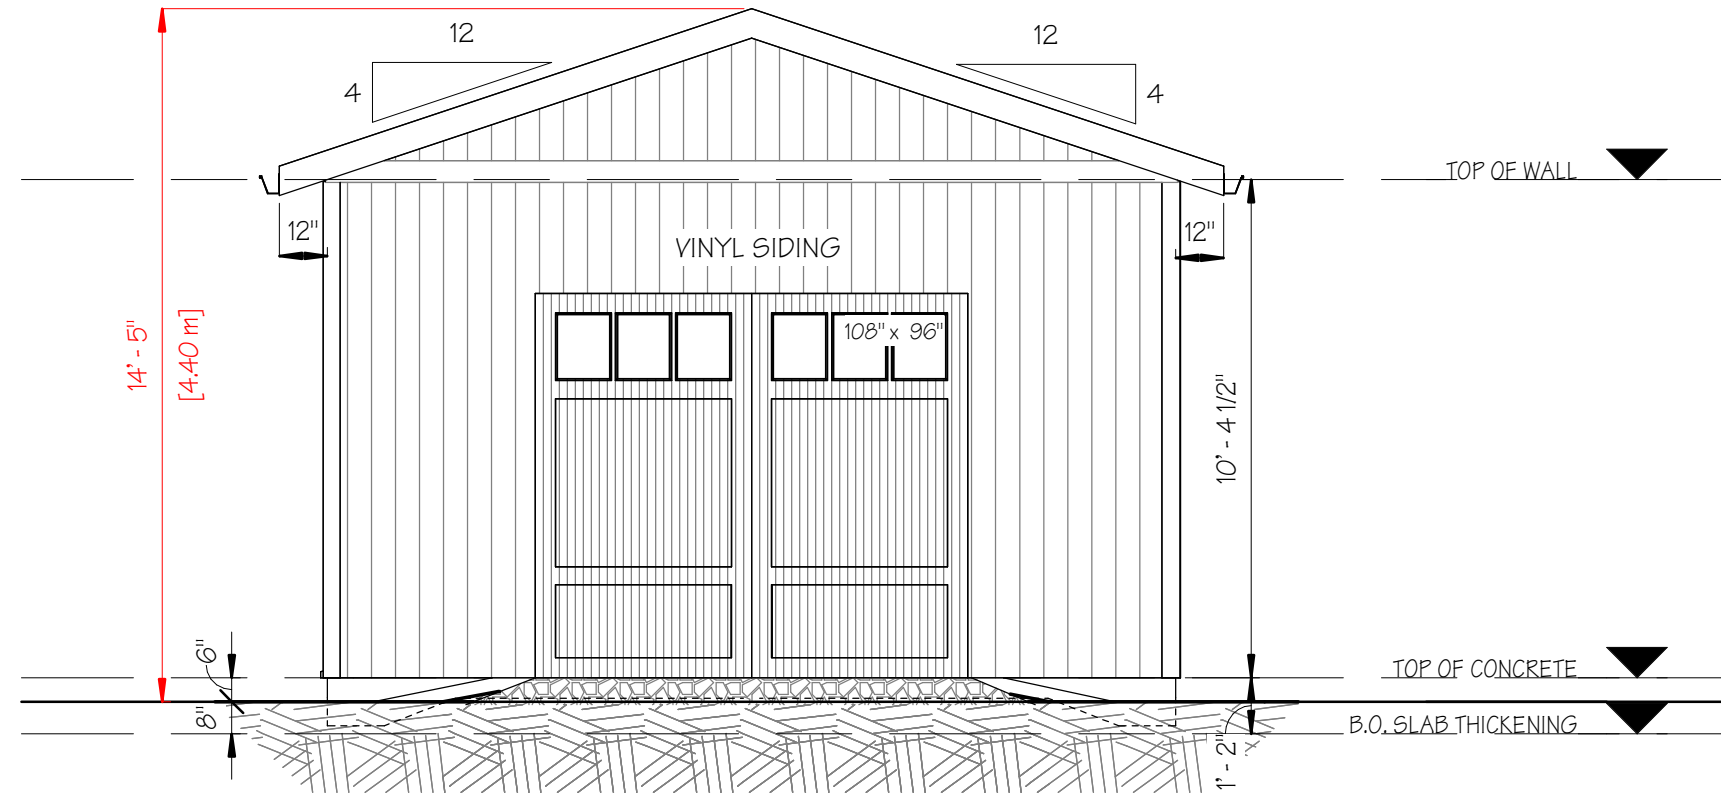 12
12
4
4
TOP OF WALL
12"
12"
VINYL SIDING
14' - 5"
[4.40 m]
108" x 96"
10' - 4 1/2"
6"
TOP OF CONCRETE
8"
B.O. SLAB THICKENING
1' - 2"